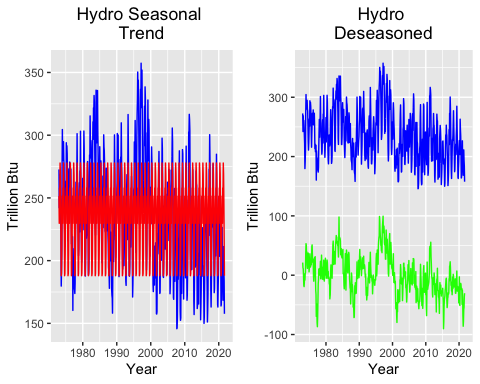 Hydro Seasonal
Trend
Trillion Btu
350
300
250
200
150
1980 1990 2000 2010 2020
Year
Hydro
Deseasoned
Trillion Btu
300
200
100
0
-100
1980 1990 2000 2010 2020
Year